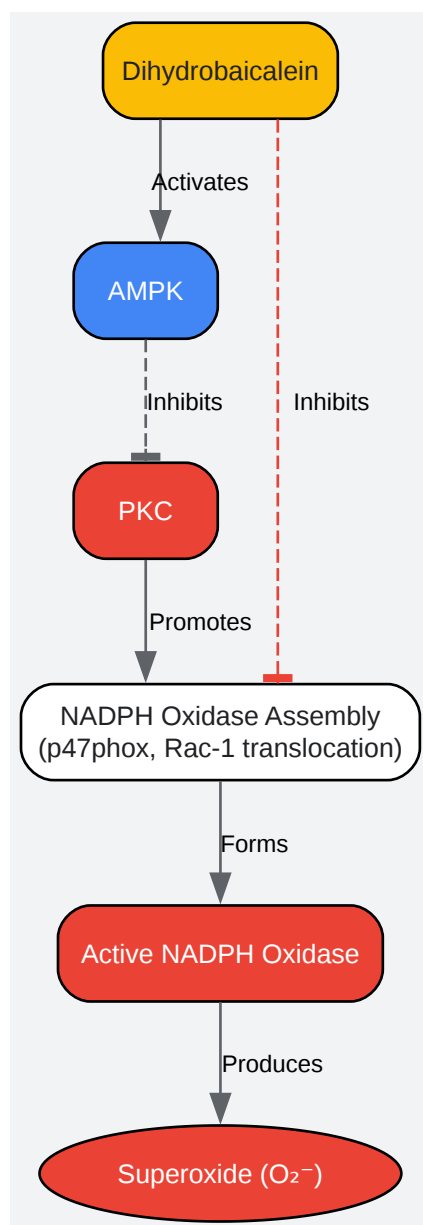 Dihydrobaicalein
Activates
AMPK
Inhibits
Inhibits
PKC
Promotes
NADPH Oxidase Assembly
(p47phox, Rac-1 translocation)
Forms
Active NADPH Oxidase
Produces
Superoxide (O₂⁻)